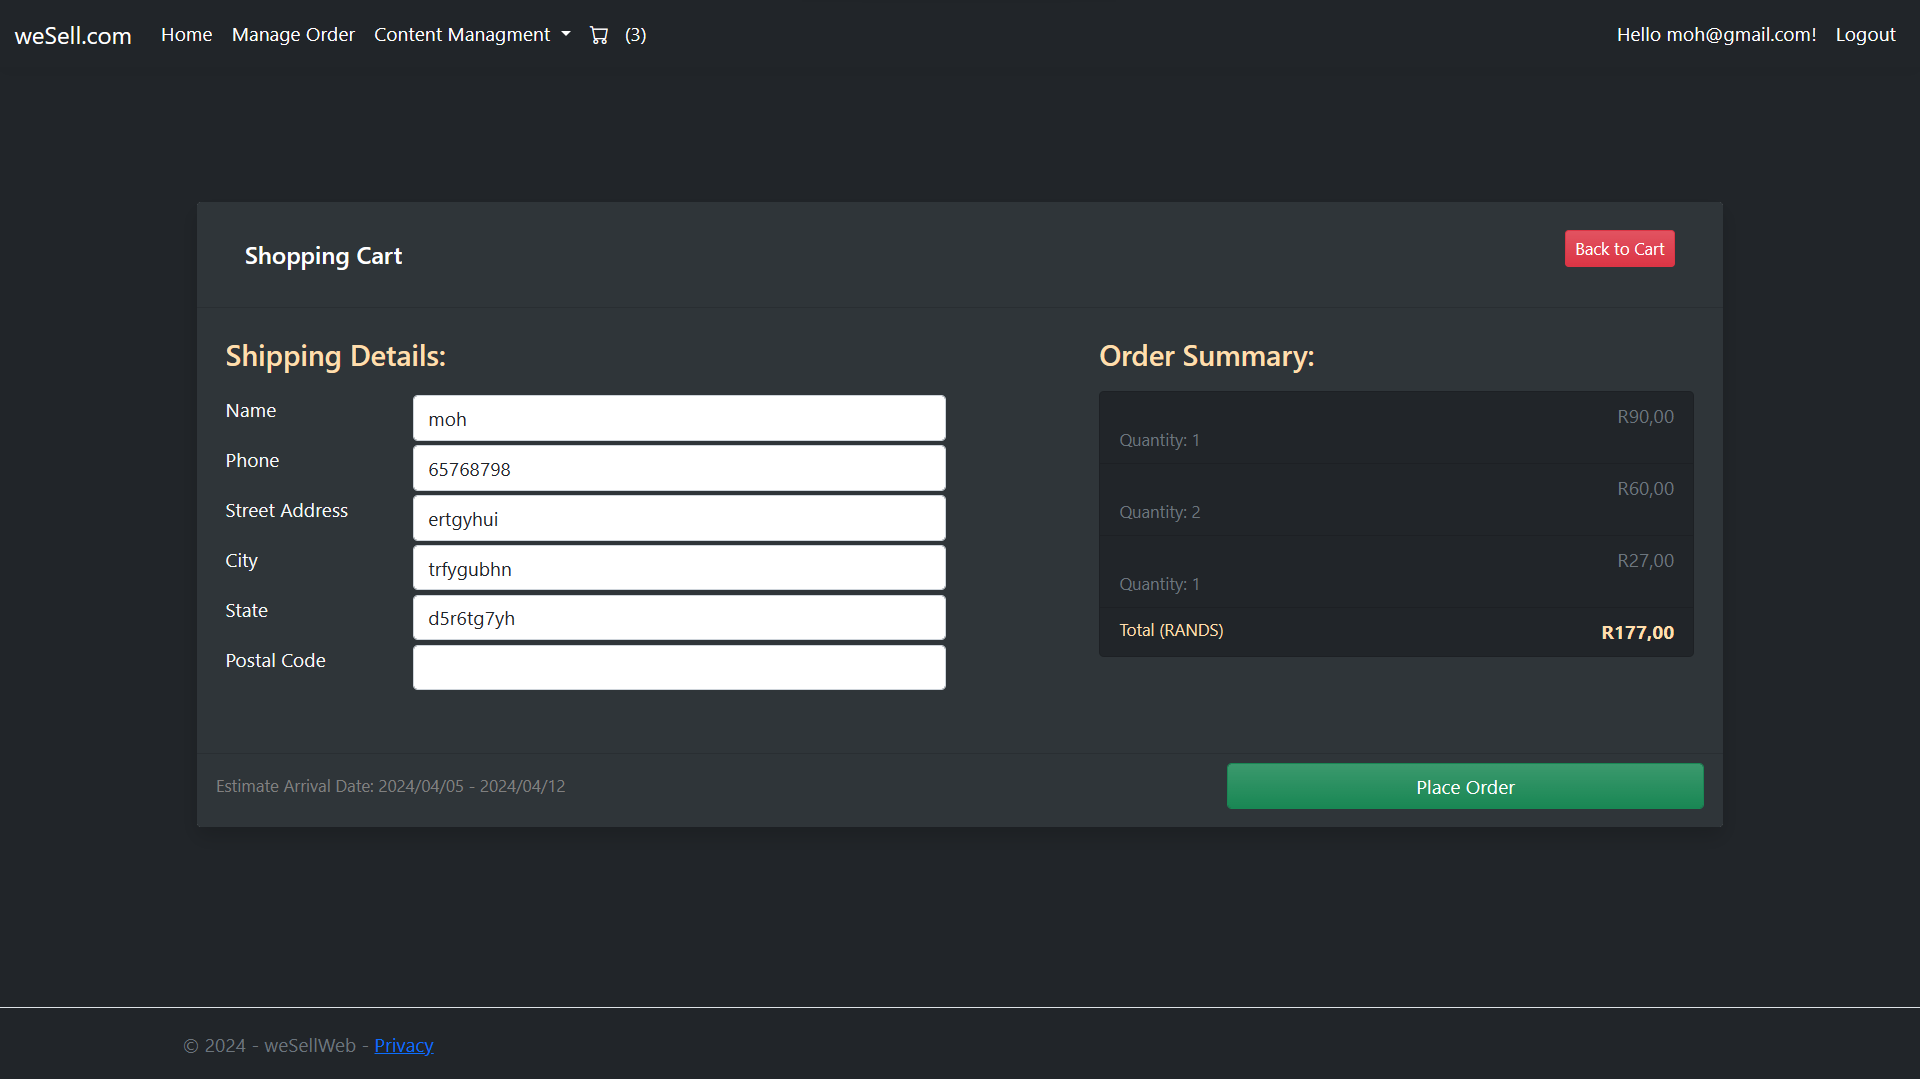 weSell.com Home Manage Order Content Managment (3) Hello moh@gmail.com! Logout
Shopping Cart
Back to Cart
Shipping Details:
Name moh
Phone 65768798
Street Address ertgyhui
City trfygubhn
State d5r6tg7yh
Postal Code
Order Summary:
R90,00
Quantity: 1
R60,00
Quantity: 2
R27,00
Quantity: 1
Total (RANDS) R177,00
Estimate Arrival Date: 2024/04/05 - 2024/04/12
Place Order
© 2024 - weSellWeb - Privacy